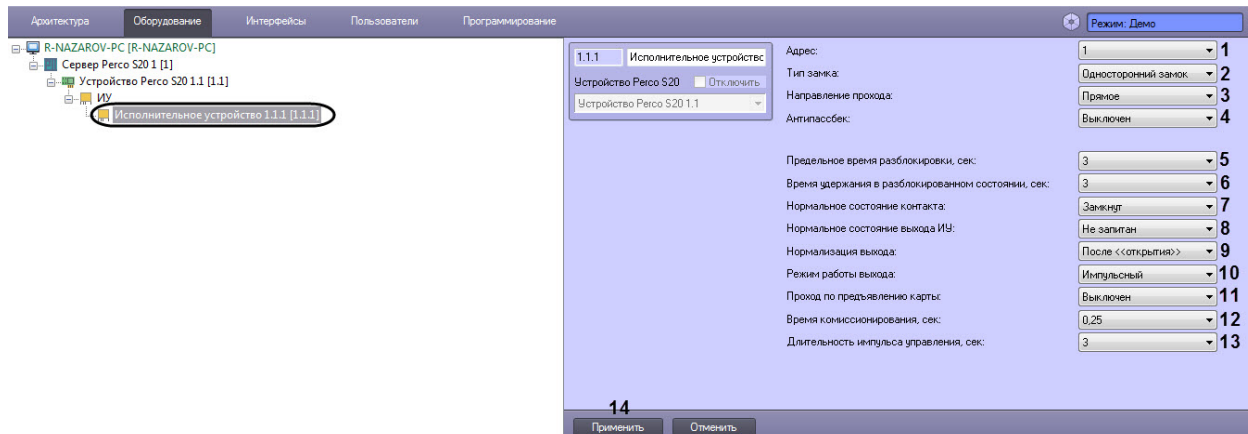 Архитектура Оборудование Интерфейсы Пользователи Программирование Режим: Демо
R-NAZAROV-PC [R-NAZAROV-PC]
Сервер Perco S20 1 [1]
Устройство Perco S20 1.1 [1.1]
ИУ
Исполнительное устройство 1.1.1 [1.1.1]
1.1.1 Исполнительное устройс
Устройство Perco S20 Отключить
Устройство Perco S20 1.1
Адрес: 1 1
Тип замка: Односторонний замок 2
Направление прохода: Прямое 3
Антипассбек: Выключен 4
Предельное время разблокировки, сек: 3 5
Время удержания в разблокированном состоянии, сек: 3 6
Нормальное состояние контакта: Замкнут 7
Нормальное состояние выхода ИУ: Не запитан 8
Нормализация выхода: После <<открытия>> 9
Режим работы выхода: Импульсный 10
Проход по предъявлению карты: Выключен 11
Время комиссионирования, сек: 0,25 12
Длительность импульса управления, сек: 3 13
14
Применить Отменить